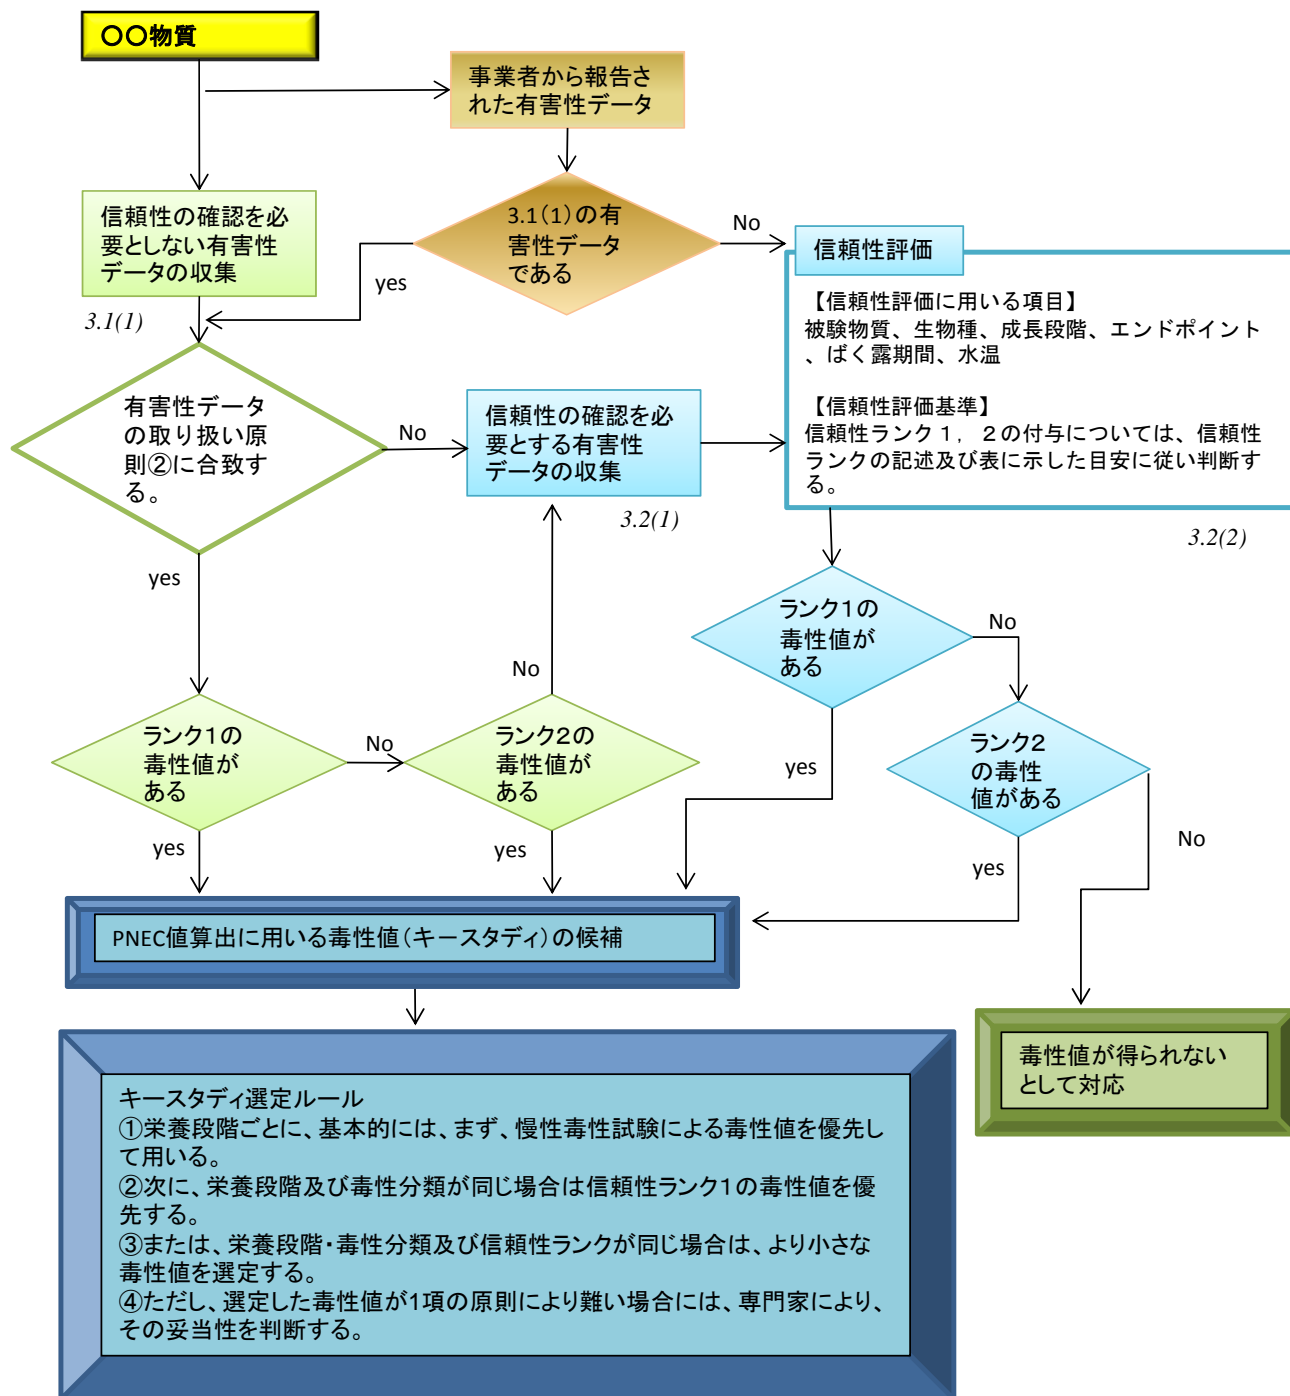 〇〇物質
事業者から報告さ
れた有害性データ
信頼性の確認を必
要としない有害性
データの収集
3.1(1)
3.1(1)の有
害性データ
である
No
yes
信頼性評価
【信頼性評価に用いる項目】
被験物質、生物種、成長段階、エンドポイント
、ばく露期間、水温
【信頼性評価基準】
信頼性ランク１，２の付与については、信頼性
ランクの記述及び表に示した目安に従い判断す
る。
3.2(2)
有害性データ
の取り扱い原
則②に合致す
る。
No
yes
信頼性の確認を必
要とする有害性
データの収集
3.2(1)
ランク1の
毒性値が
ある
No
yes
ランク2の
毒性値が
ある
No
yes
ランク1の
毒性値が
ある
No
yes
ランク2
の毒性
値がある
No
yes
PNEC値算出に用いる毒性値(キースタディ)の候補
毒性値が得られない
として対応
キースタディ選定ルール
①栄養段階ごとに、基本的には、まず、慢性毒性試験による毒性値を優先し
て用いる。
②次に、栄養段階及び毒性分類が同じ場合は信頼性ランク1の毒性値を優
先する。
③または、栄養段階・毒性分類及び信頼性ランクが同じ場合は、より小さな
毒性値を選定する。
④ただし、選定した毒性値が1項の原則により難い場合には、専門家により、
その妥当性を判断する。